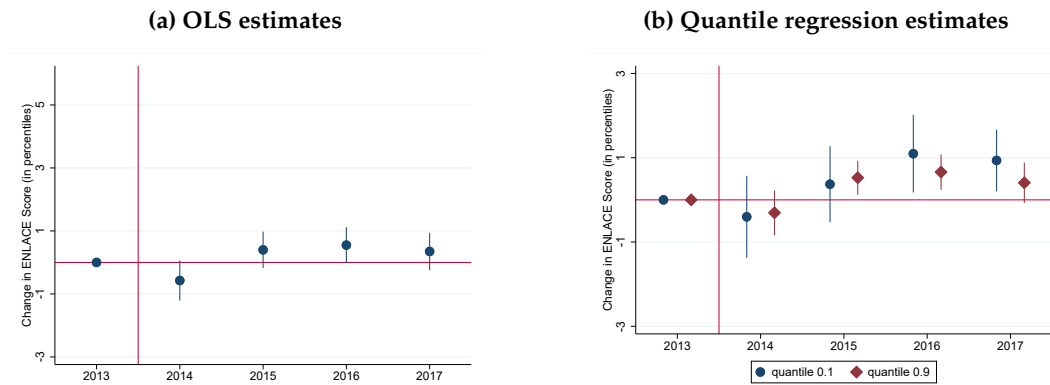 (a) OLS estimates
Change in ENLACE Score (in percentiles)
5
3
1
-1
-3
2013 2014 2015 2016 2017
(b) Quantile regression estimates
Change in ENLACE Score (in percentiles)
3
1
-1
-3
2013 2014 2015 2016 2017
quantile 0.1 quantile 0.9